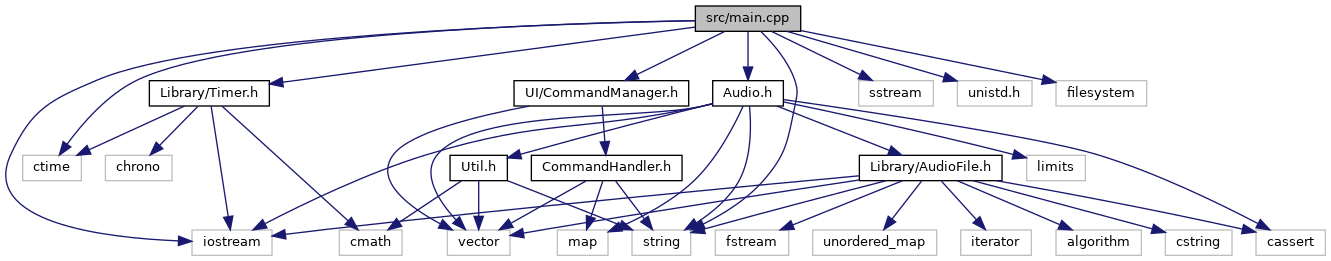 src/main.cpp
Library/Timer.h
UI/CommandManager.h
Audio.h
sstream
unistd.h
filesystem
ctime
chrono
Util.h
CommandHandler.h
Library/AudioFile.h
limits
iostream
cmath
vector
map
string
fstream
unordered_map
iterator
algorithm
cstring
cassert